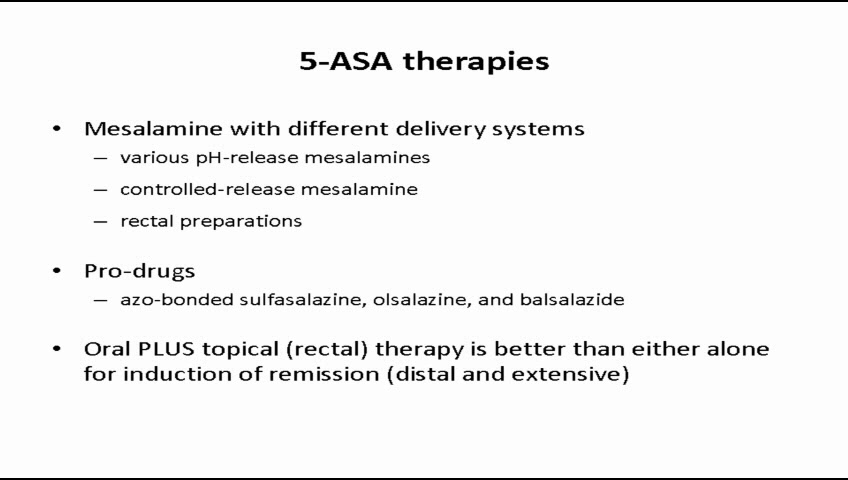 5-ASA therapies
• Mesalamine with different delivery systems
– various pH-release mesalamines
– controlled-release mesalamine
– rectal preparations
• Pro-drugs
– azo-bonded sulfasalazine, olsalazine, and balsalazide
• Oral PLUS topical (rectal) therapy is better than either alone
for induction of remission (distal and extensive)